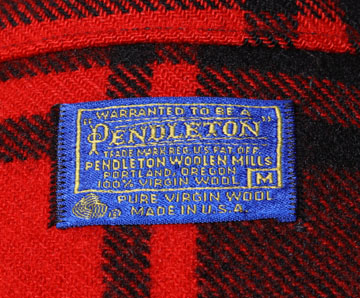 WARRANTED TO BE A
"PENDLETON"
TRADE MARK REG. U.S. PAT. OFF.
PENDLETON WOOLEN MILLS
PORTLAND, OREGON
100% VIRGIN WOOL M
PURE VIRGIN WOOL
MADE IN U.S.A.